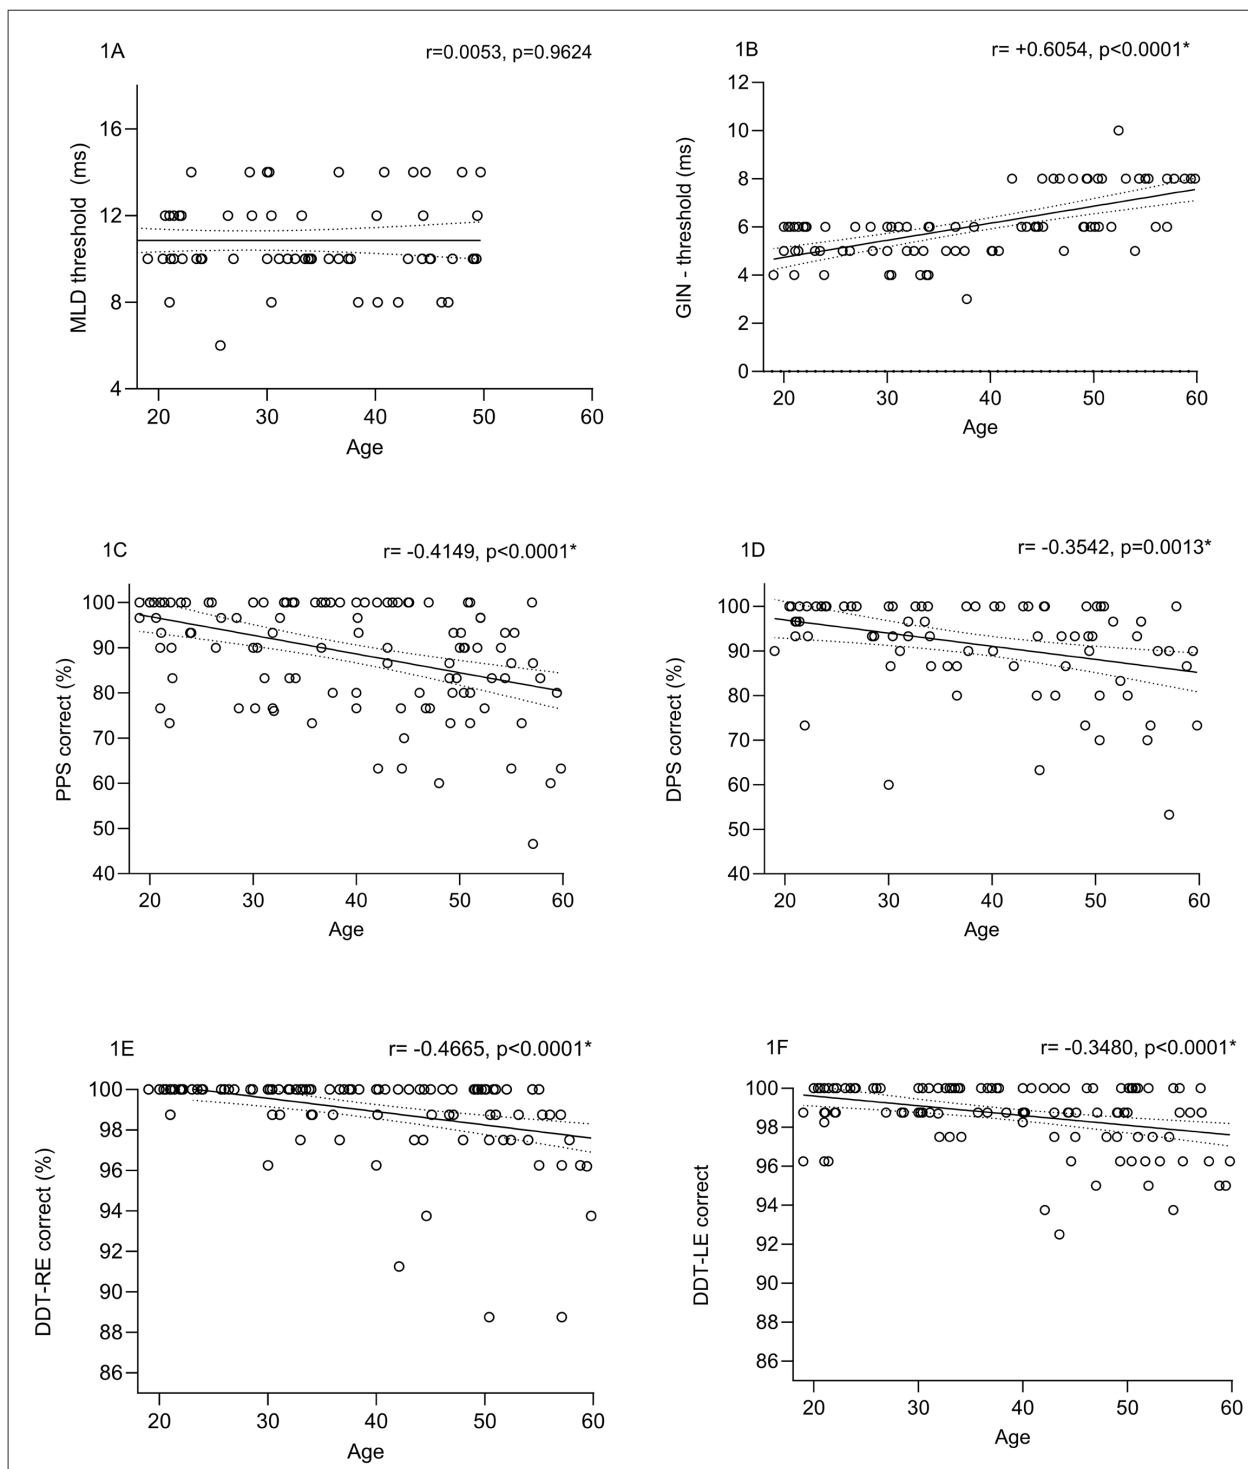 1A
r=0.0053, p=0.9624
MLD threshold (ms)
16
12
8
4
20 30 40 50 60
Age
1B
r= +0.6054, p<0.0001*
GIN - threshold (ms)
12
10
8
6
4
2
0
20 30 40 50 60
Age
1C
r= -0.4149, p<0.0001*
PPS correct (%)
100
90
80
70
60
50
40
20 30 40 50 60
Age
1D
r= -0.3542, p=0.0013*
DPS correct (%)
100
90
80
70
60
50
40
20 30 40 50 60
Age
1E
r= -0.4665, p<0.0001*
DDT-RE correct (%)
100
98
96
94
92
90
88
86
20 30 40 50 60
Age
1F
r= -0.3480, p<0.0001*
DDT-LE correct
100
98
96
94
92
90
88
86
20 30 40 50 60
Age